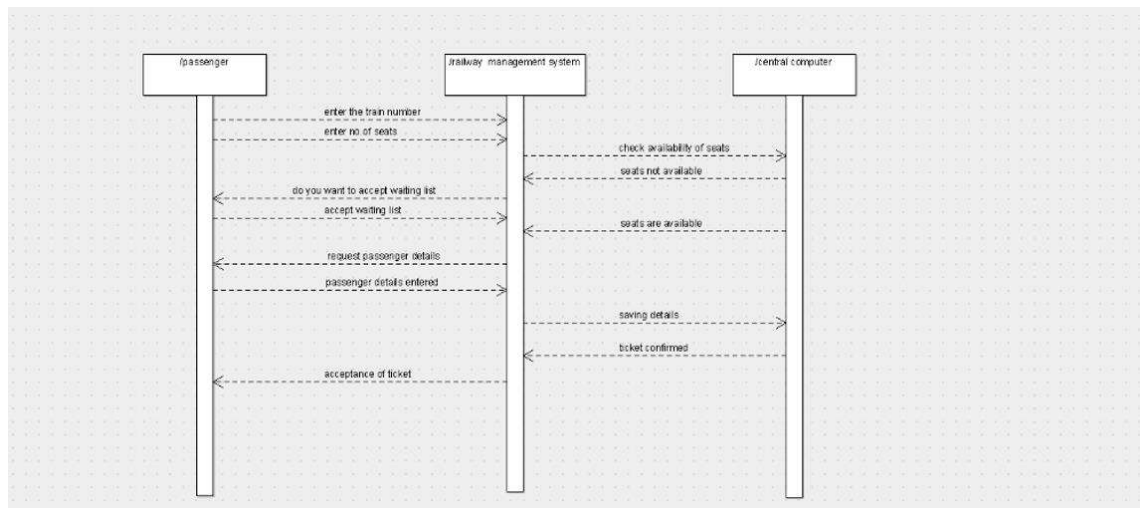 /passenger
/railway management system
/central computer
enter the train number
enter no of seats
check availability of seats
seats not available
do you want to accept waiting list
accept waiting list
seats are available
request passenger details
passenger details entered
saving details
ticket confirmed
acceptance of ticket